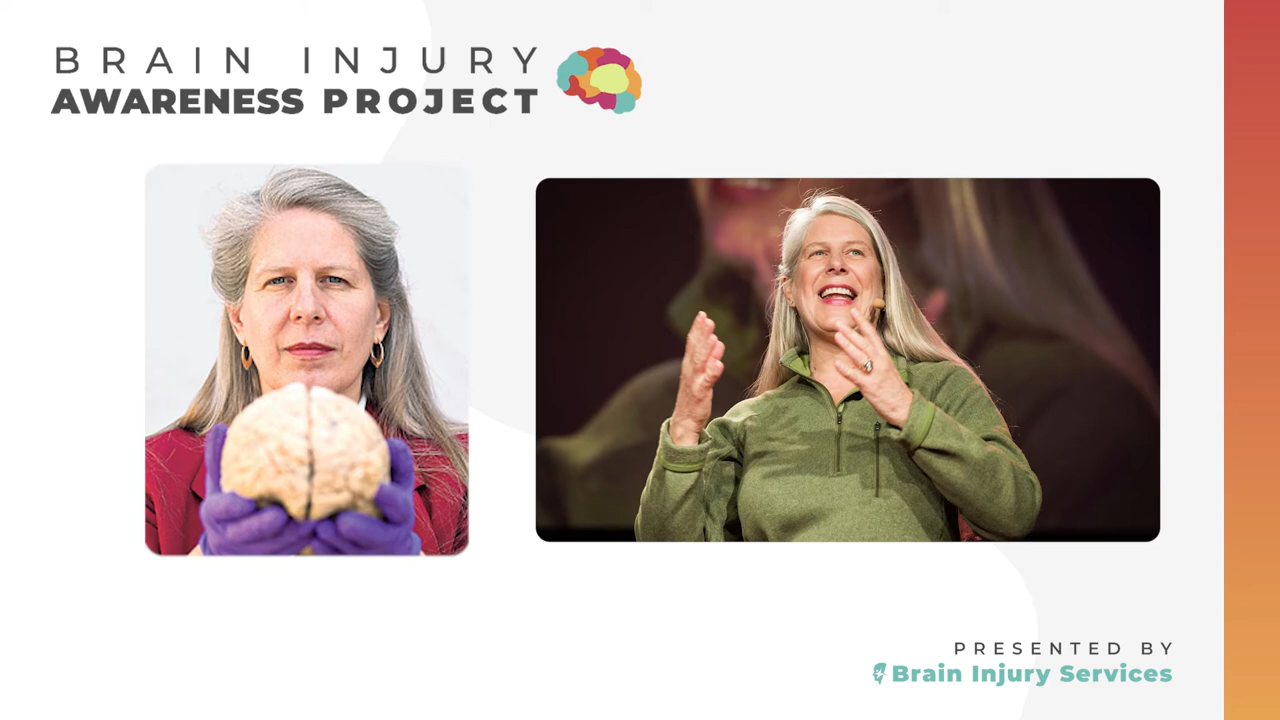 BRAIN INJURY
AWARENESS PROJECT
PRESENTED BY
Brain Injury Services